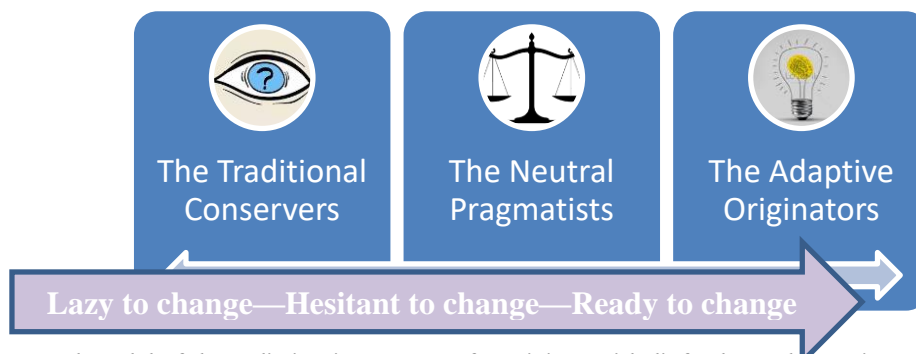 ?
The Traditional
Conservers
The Neutral
Pragmatists
The Adaptive
Originators
Lazy to change—Hesitant to change—Ready to change